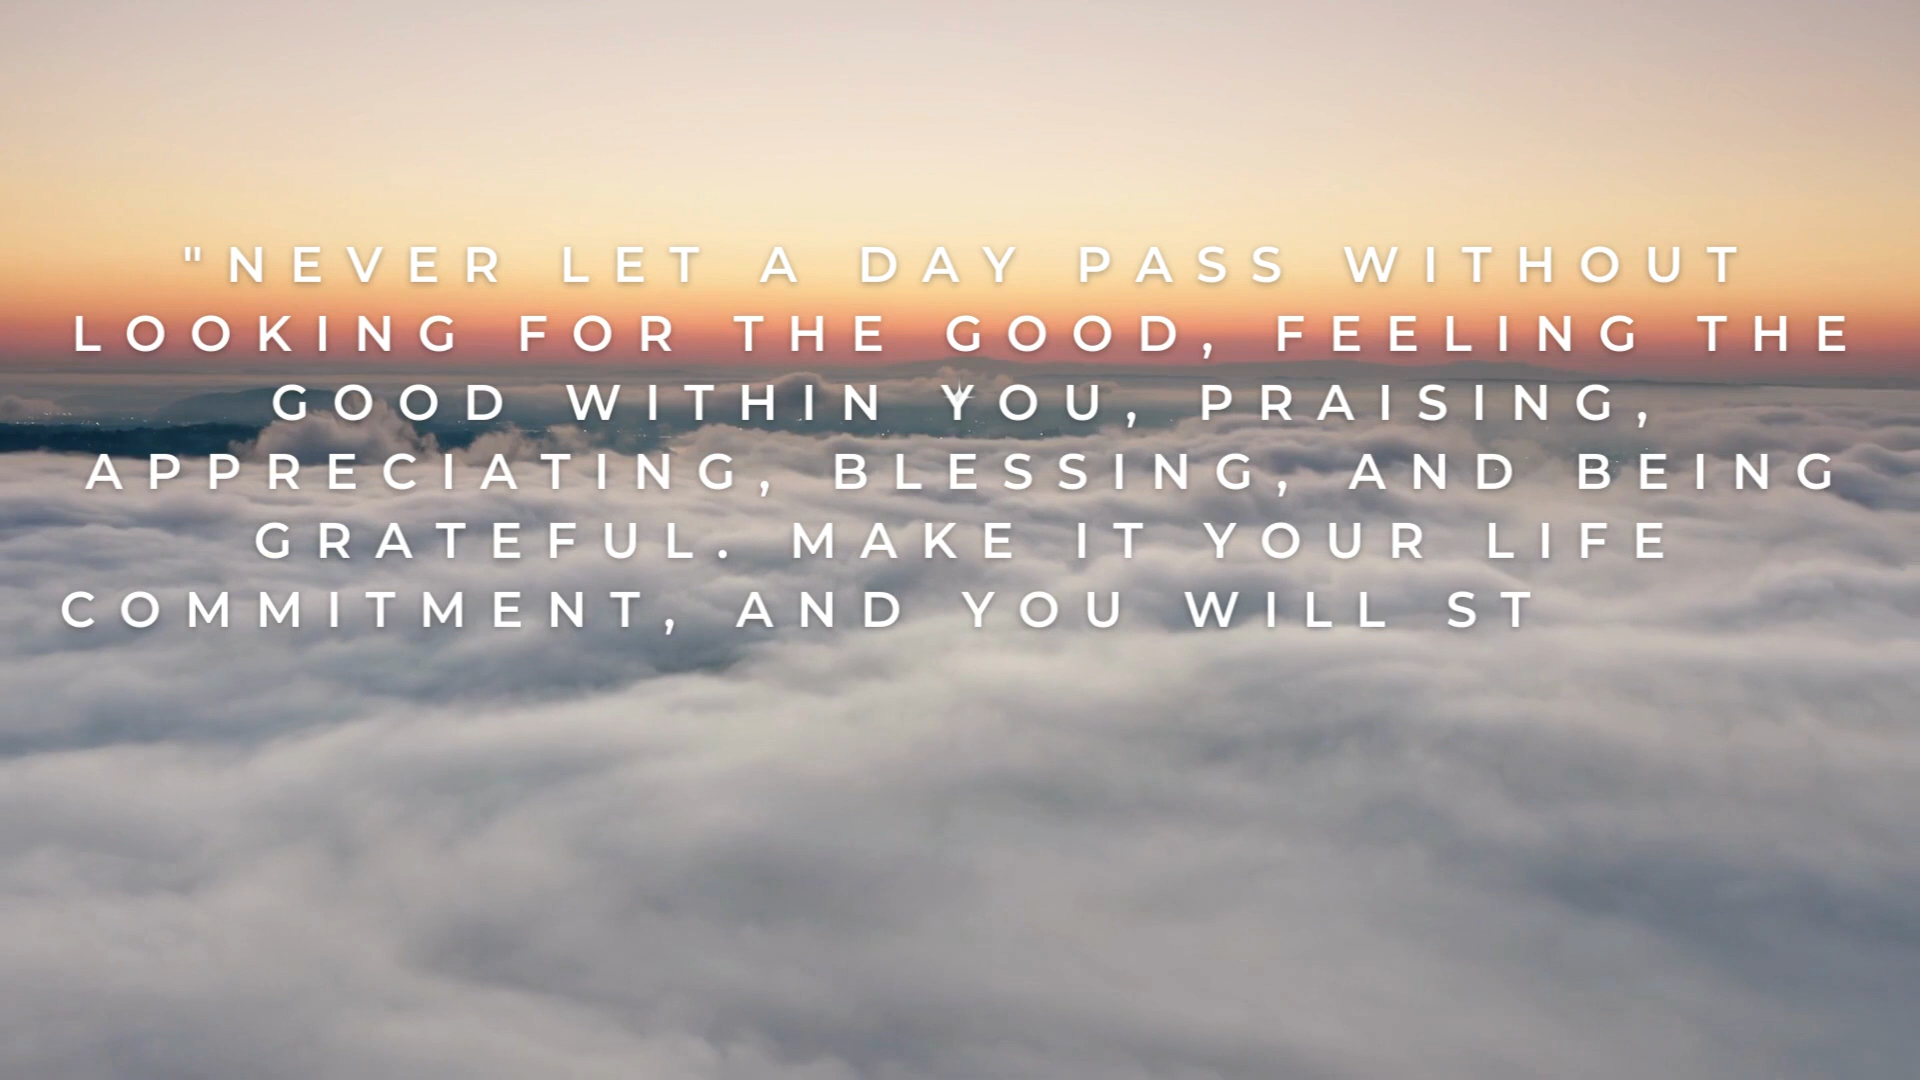 "NEVER LET A DAY PASS WITHOUT
LOOKING FOR THE GOOD, FEELING THE
GOOD WITHIN YOU, PRAISING,
APPRECIATING, BLESSING, AND BEING
GRATEFUL. MAKE IT YOUR LIFE
COMMITMENT, AND YOU WILL ST